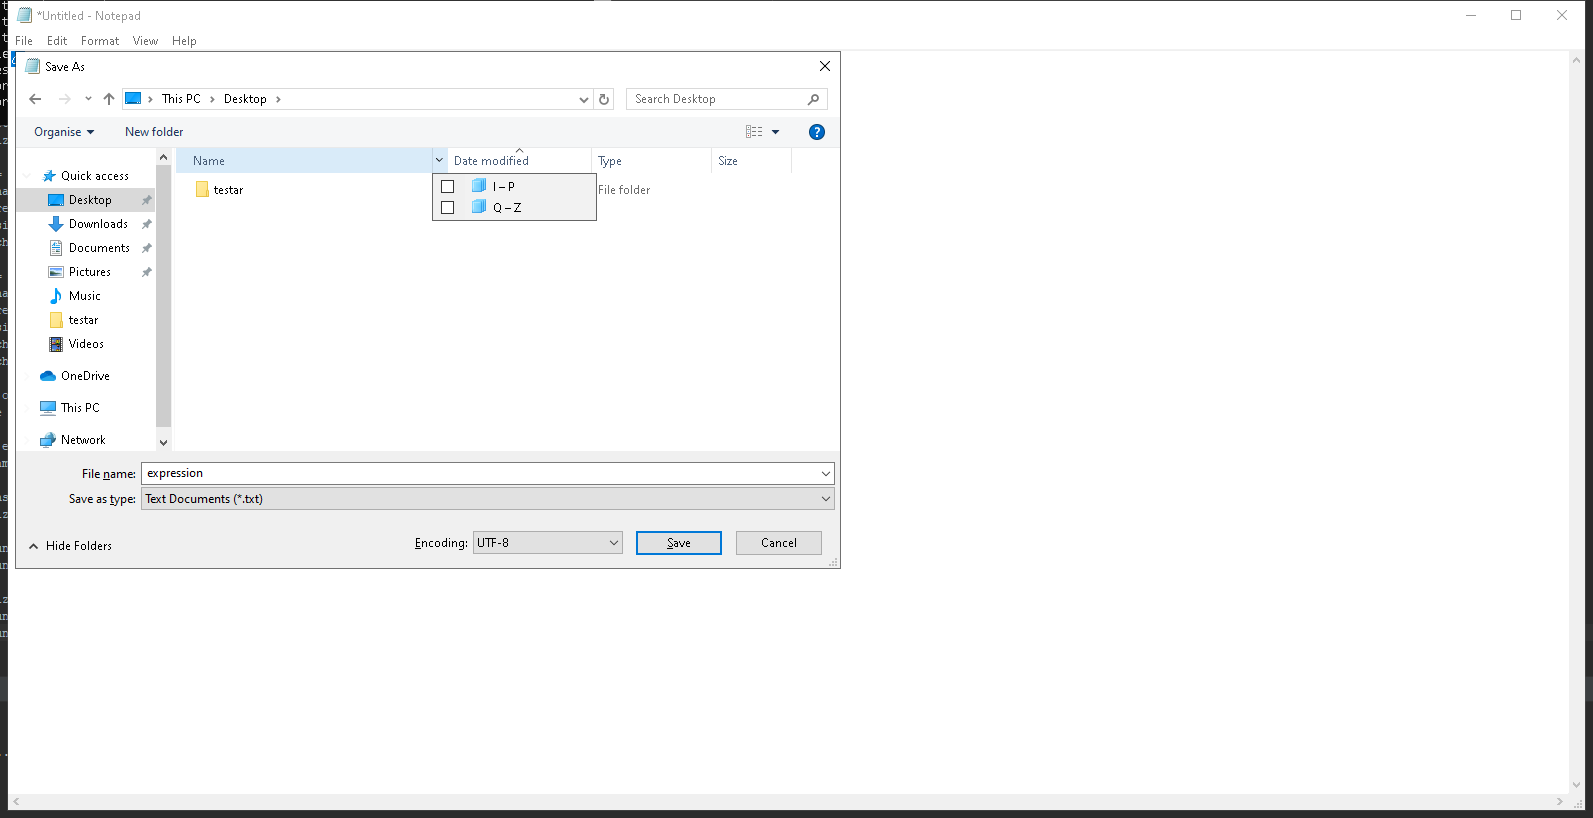 *Untitled - Notepad
File Edit Format View Help
Save As
This PC Desktop
Search Desktop
Organise New folder
Name Date modified Type Size
testar File folder
I – P
Q – Z
Quick access
Desktop
Downloads
Documents
Pictures
Music
testar
Videos
OneDrive
This PC
Network
File name: expression
Save as type: Text Documents (*.txt)
Hide Folders
Encoding: UTF-8 Save Cancel